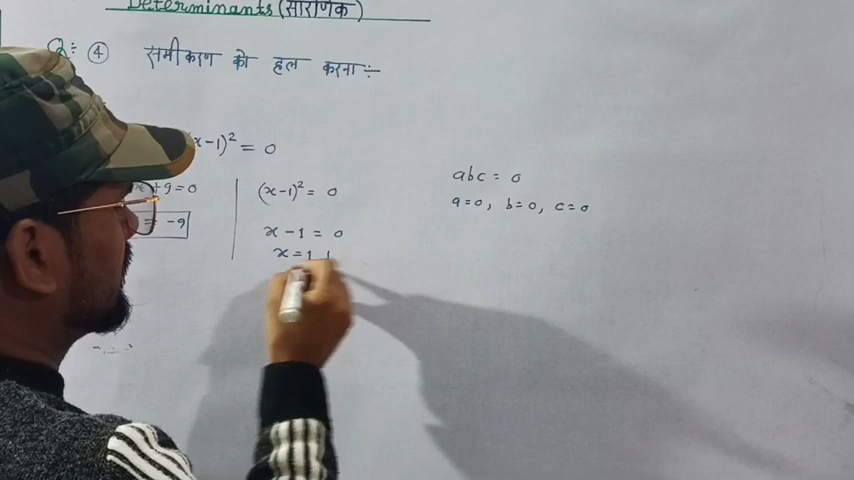 Determinants (सारणिक)
Q:- ④ समीकरण को हल करना ÷
x-1)² = 0
x+9=0
= -9
(x-1)² = 0
x - 1 = 0
x = 1, 1
abc = 0
a=0, b=0, c=0